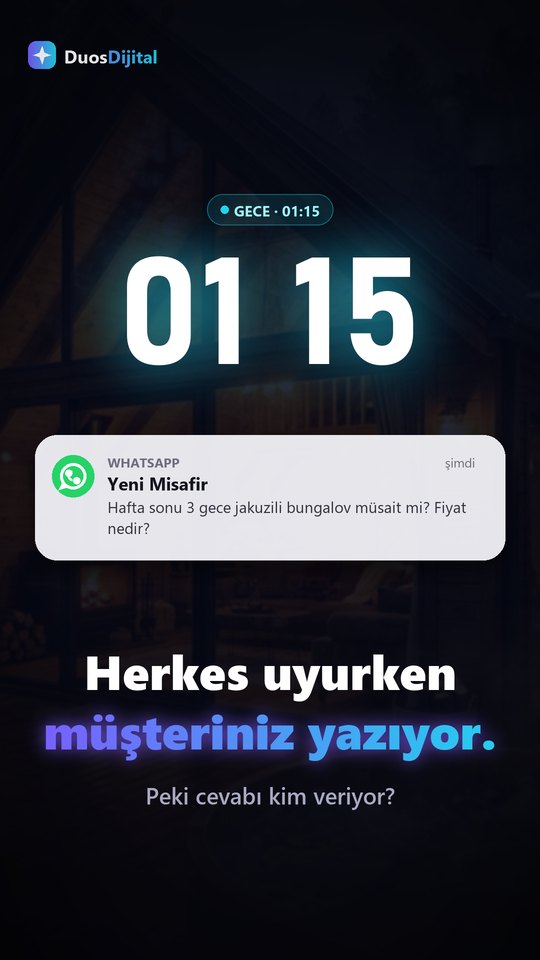 DuosDijital
GECE · 01:15
01 15
WHATSAPP
şimdi
Yeni Misafir
Hafta sonu 3 gece jakuzili bungalov müsait mi? Fiyat
nedir?
Herkes uyurken
müşteriniz yazıyor.
Peki cevabı kim veriyor?